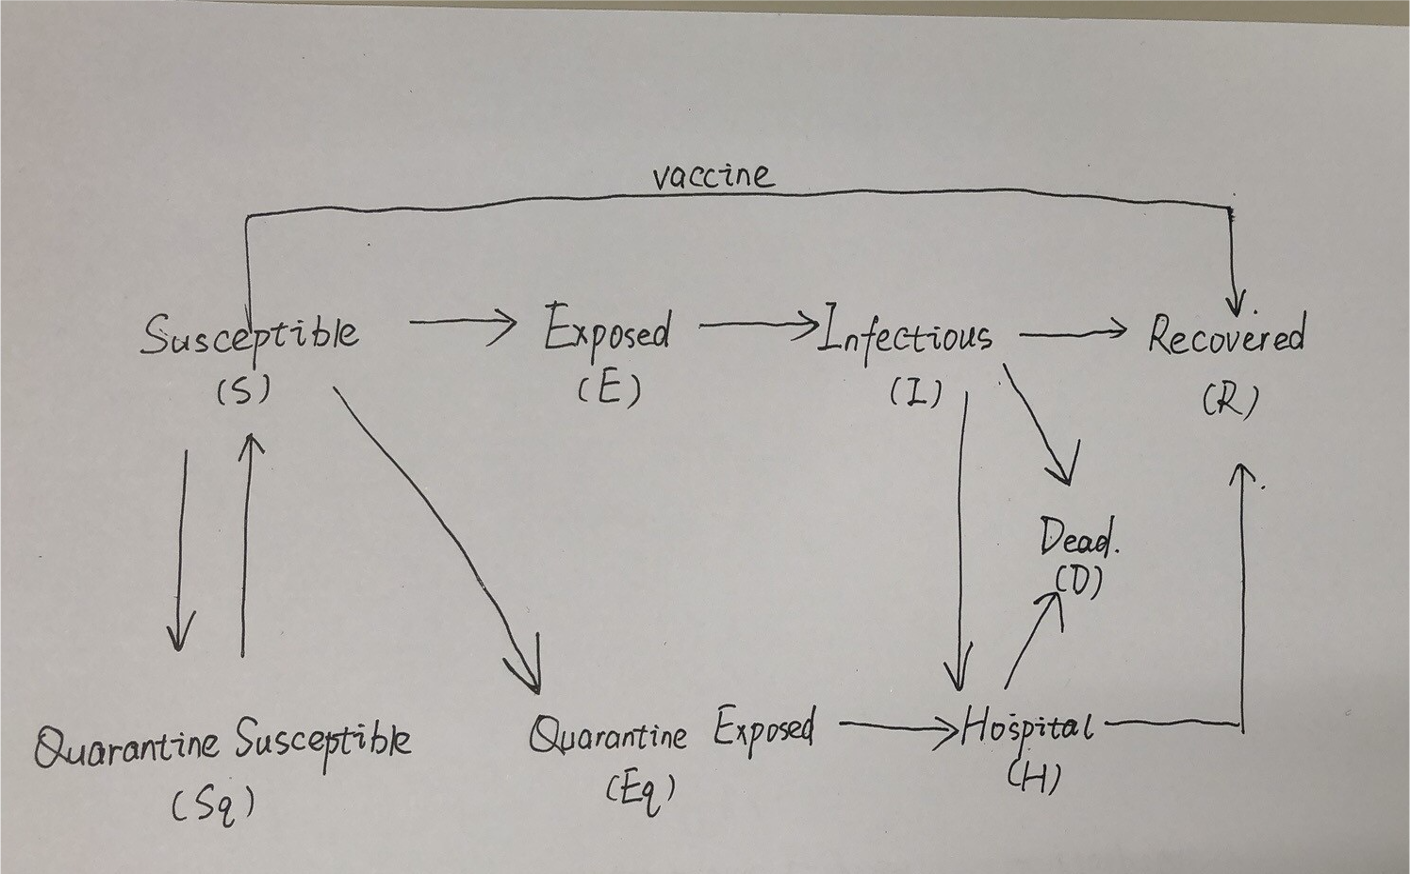 vaccine
Susceptible
(S)
Exposed
(E)
Infectious
(I)
Recovered
(R)
Dead.
(D)
Quarantine Susceptible
(Sq)
Quarantine Exposed
(Eq)
Hospital
(H)